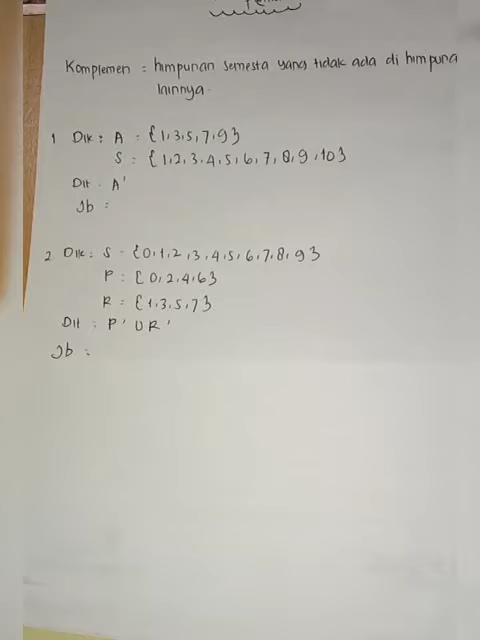 Komplemen = himpunan semesta yang tidak ada di himpuna
lainnya.
1 Dik : A = {1,3,5,7,9}
S = {1,2,3,4,5,6,7,8,9,10}
Dit : A'
Jb :
2. Dik : S = {0,1,2,3,4,5,6,7,8,9}
P = {0,2,4,6}
R = {1,3,5,7}
Dit : P' U R'
Jb :